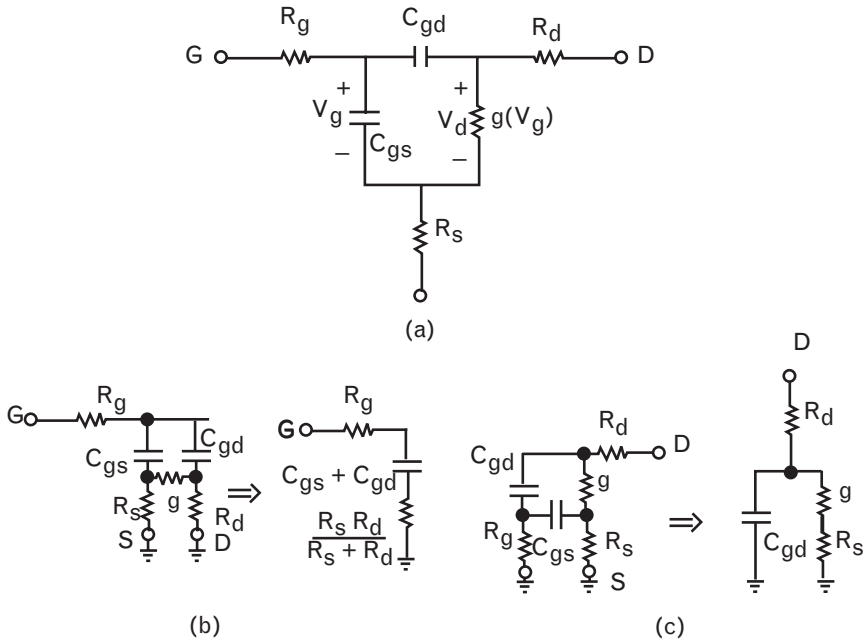 R_g
C_gd
R_d
G
D
+
+
V_g
V_d
g(V_g)
C_gs
–
–
R_s
(a)
R_g
G
C_gs
C_gd
R_s
g
R_d
S
D
⇒
R_g
G
C_gs + C_gd
R_s R_d
R_s + R_d
(b)
R_d
D
C_gd
g
R_g
C_gs
R_s
S
⇒
D
R_d
g
C_gd
R_s
(c)